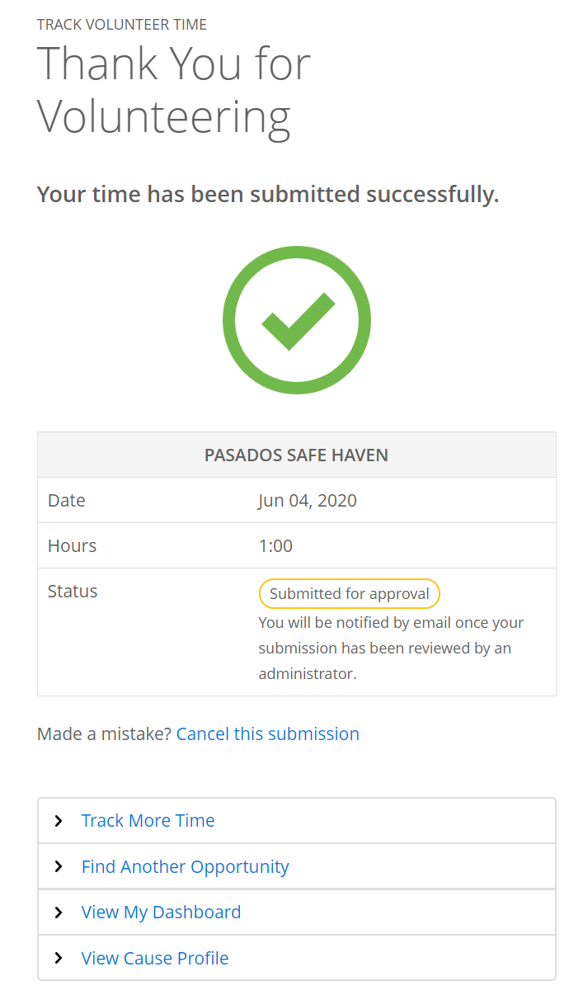 TRACK VOLUNTEER TIME
Thank You for
Volunteering
Your time has been submitted successfully.
PASADOS SAFE HAVEN
Date Jun 04, 2020
Hours 1:00
Status Submitted for approval
You will be notified by email once your
submission has been reviewed by an
administrator.
Made a mistake? Cancel this submission
Track More Time
Find Another Opportunity
View My Dashboard
View Cause Profile